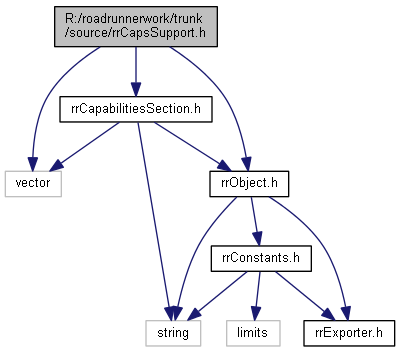 R:/roadrunnerwork/trunk
/source/rrCapsSupport.h
rrCapabilitiesSection.h
vector
rrObject.h
rrConstants.h
string
limits
rrExporter.h